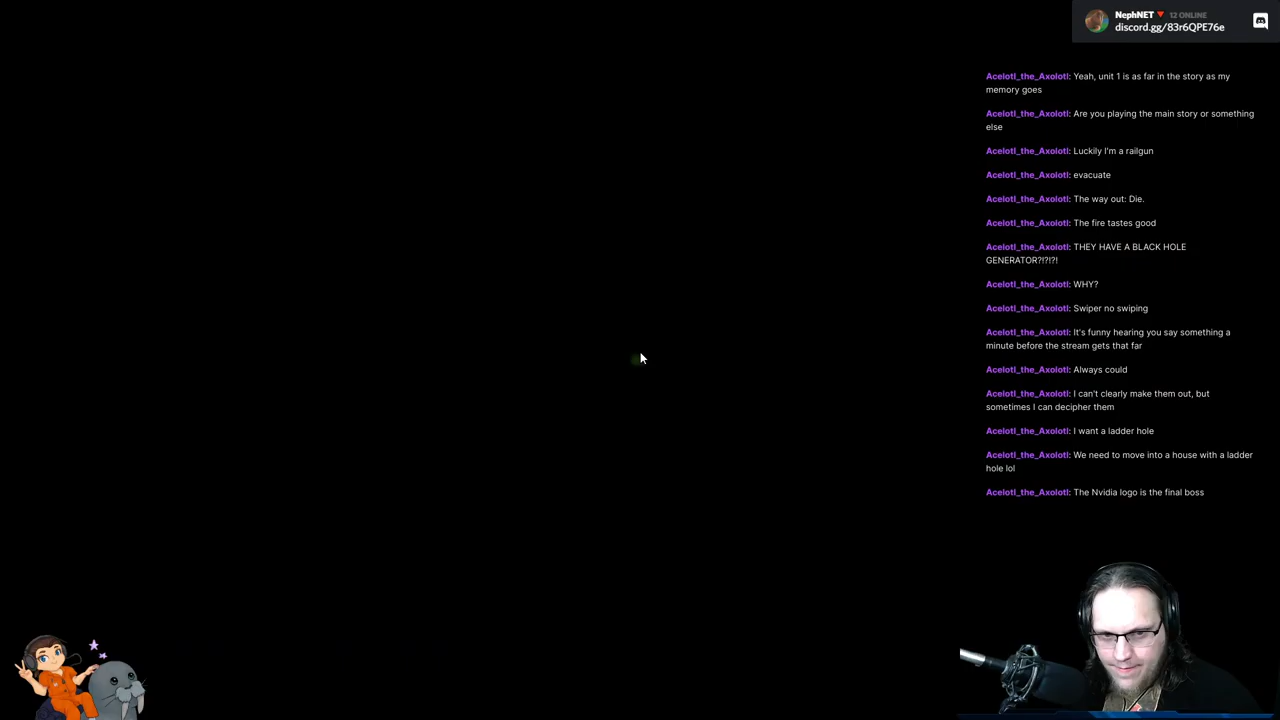 NephNET 12 ONLINE
discord.gg/83r6QPE76e
Acelotl_the_Axolotl: Yeah, unit 1 is as far in the story as my
memory goes
Acelotl_the_Axolotl: Are you playing the main story or something
else
Acelotl_the_Axolotl: Luckily I'm a railgun
Acelotl_the_Axolotl: evacuate
Acelotl_the_Axolotl: The way out: Die.
Acelotl_the_Axolotl: The fire tastes good
Acelotl_the_Axolotl: THEY HAVE A BLACK HOLE
GENERATOR?!?!?!
Acelotl_the_Axolotl: WHY?
Acelotl_the_Axolotl: Swiper no swiping
Acelotl_the_Axolotl: It's funny hearing you say something a
minute before the stream gets that far
Acelotl_the_Axolotl: Always could
Acelotl_the_Axolotl: I can't clearly make them out, but
sometimes I can decipher them
Acelotl_the_Axolotl: I want a ladder hole
Acelotl_the_Axolotl: We need to move into a house with a ladder
hole lol
Acelotl_the_Axolotl: The Nvidia logo is the final boss